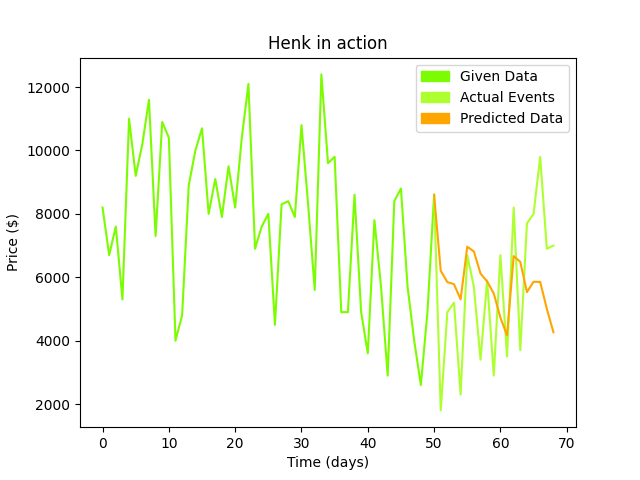 Henk in action
Given Data
Actual Events
Predicted Data
Price ($)
12000
10000
8000
6000
4000
2000
0 10 20 30 40 50 60 70
Time (days)